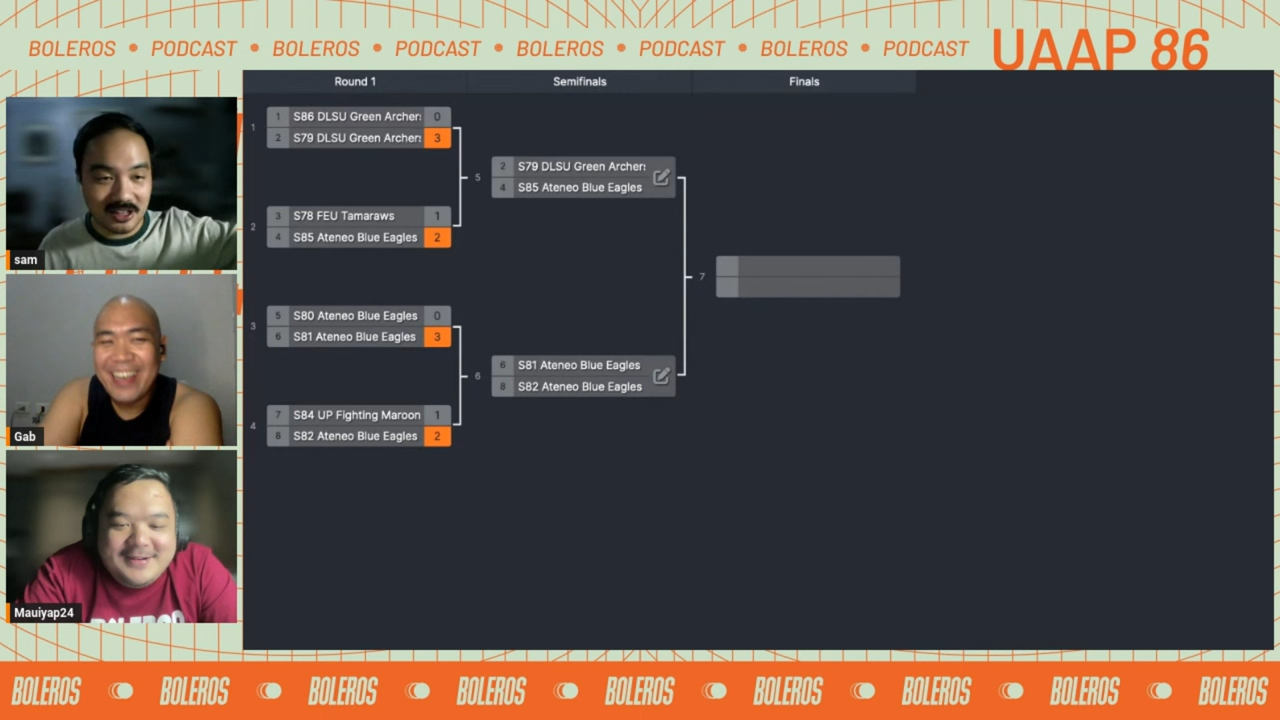 BOLEROS • PODCAST • BOLEROS • PODCAST • BOLEROS • PODCAST • BOLEROS • PODCAST
UAAP 86
sam
Gab
Mauiyap24
Round 1
Semifinals
Finals
1
1 S86 DLSU Green Archer 0
2 S79 DLSU Green Archer 3
2
3 S78 FEU Tamaraws 1
4 S85 Ateneo Blue Eagles 2
3
5 S80 Ateneo Blue Eagles 0
6 S81 Ateneo Blue Eagles 3
4
7 S84 UP Fighting Maroon 1
8 S82 Ateneo Blue Eagles 2
5
2 S79 DLSU Green Archer
4 S85 Ateneo Blue Eagles
6
6 S81 Ateneo Blue Eagles
8 S82 Ateneo Blue Eagles
7
BOLEROS BOLEROS BOLEROS BOLEROS BOLEROS BOLEROS BOLEROS BOLEROS BOLEROS